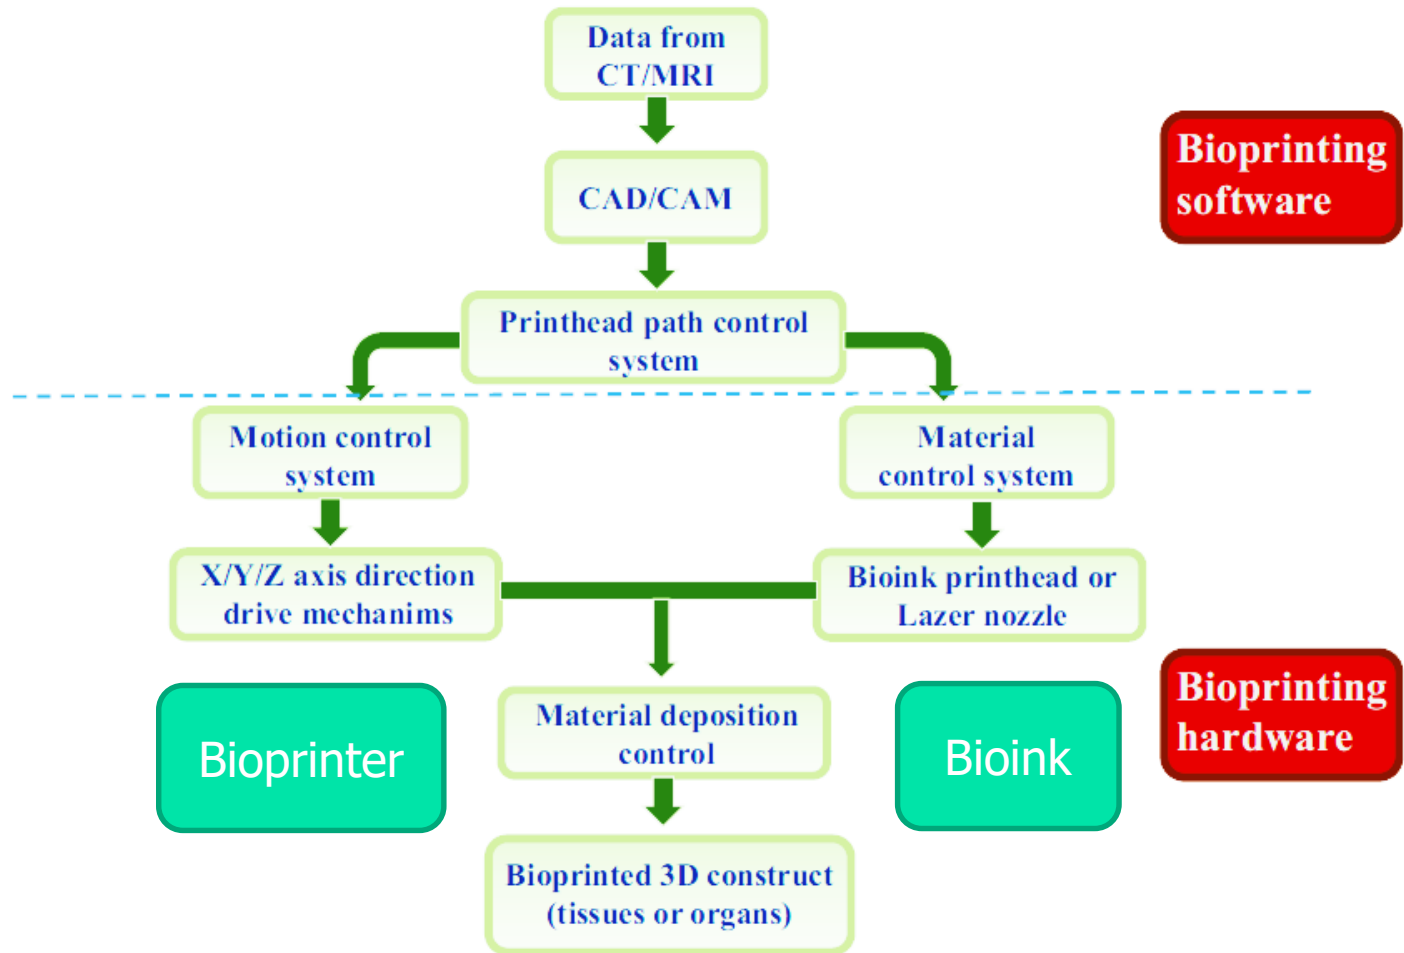 Data from
CT/MRI
Bioprinting
software
CAD/CAM
Printhead path control
system
Motion control
system
Material
control system
X/Y/Z axis direction
drive mechanims
Bioink printhead or
Lazer nozzle
Bioprinting
hardware
Bioprinter
Material deposition
control
Bioink
Bioprinted 3D construct
(tissues or organs)